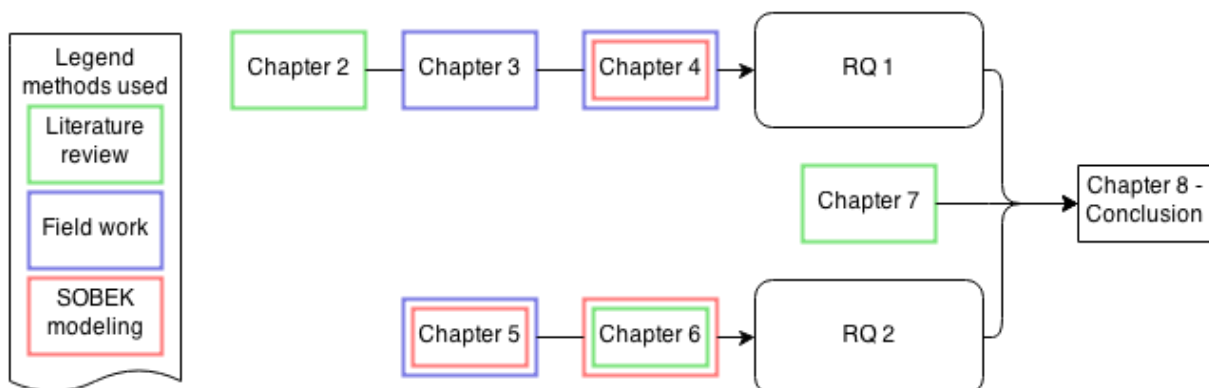 Legend
methods used
Literature
review
Field work
SOBEK
modeling
Chapter 2
Chapter 3
Chapter 4
RQ 1
Chapter 7
Chapter 8 -
Conclusion
Chapter 5
Chapter 6
RQ 2